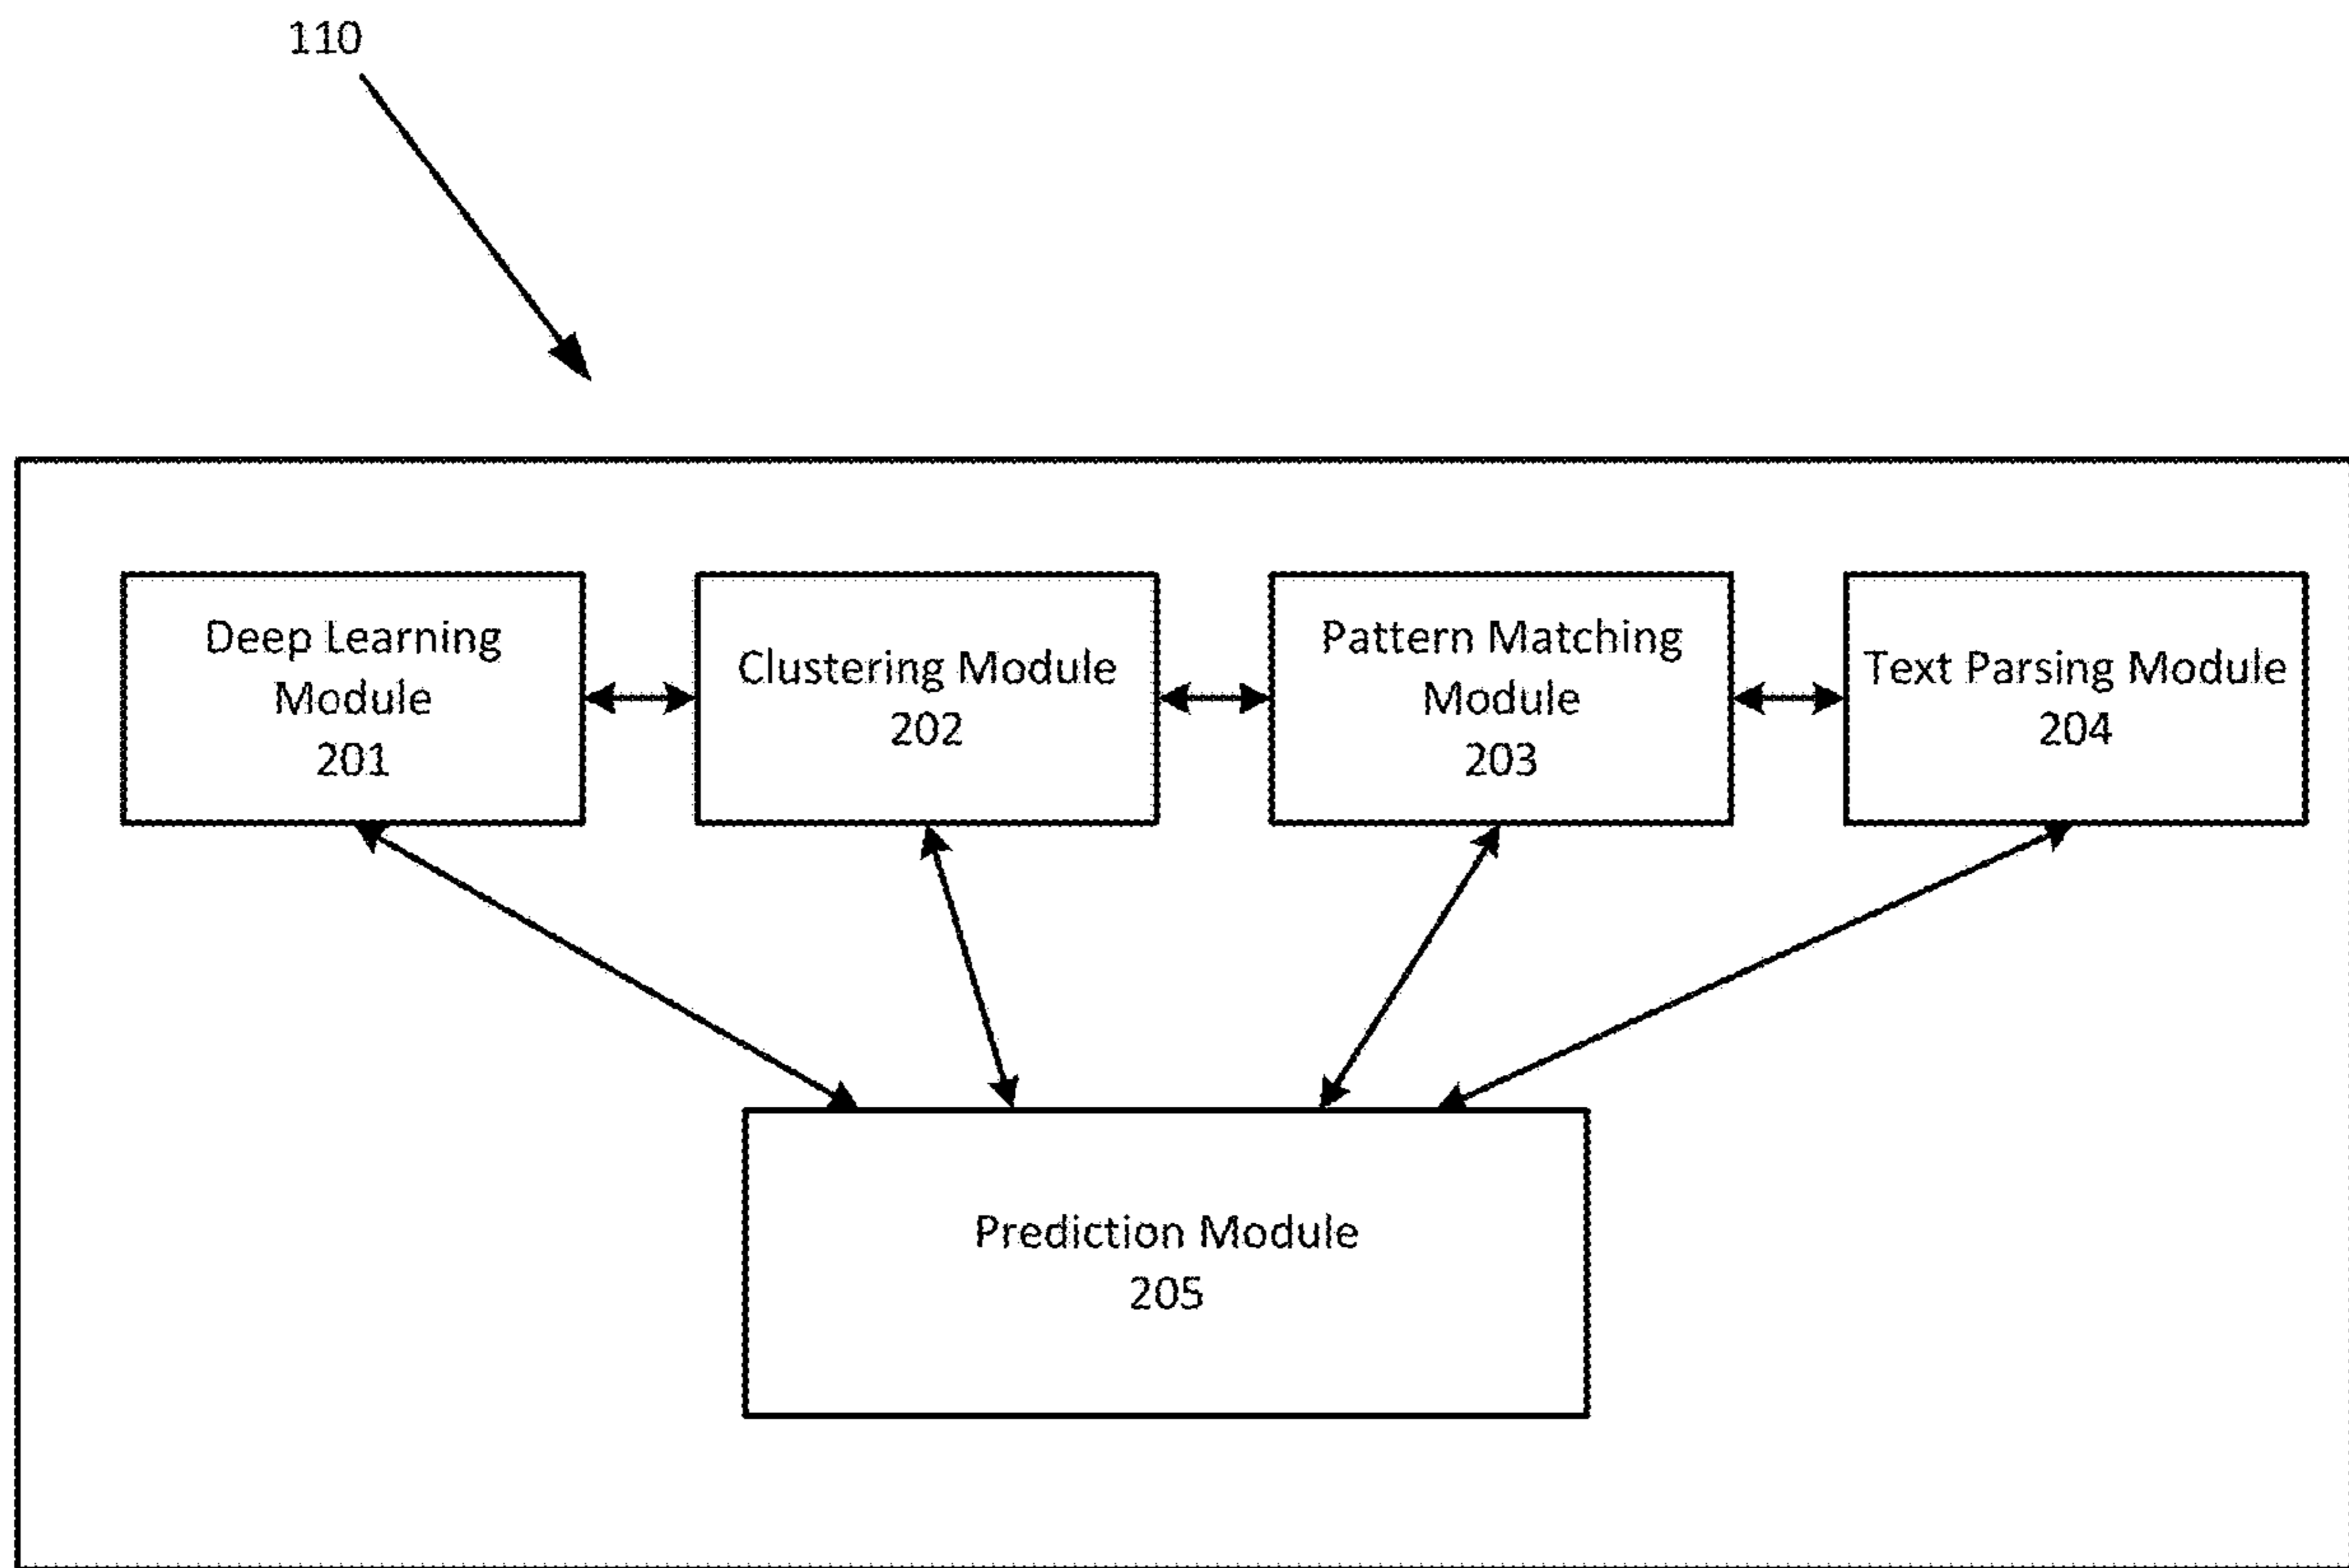 110
Deep Learning
Module
201
Clustering Module
202
Pattern Matching
Module
203
Text Parsing Module
204
Prediction Module
205